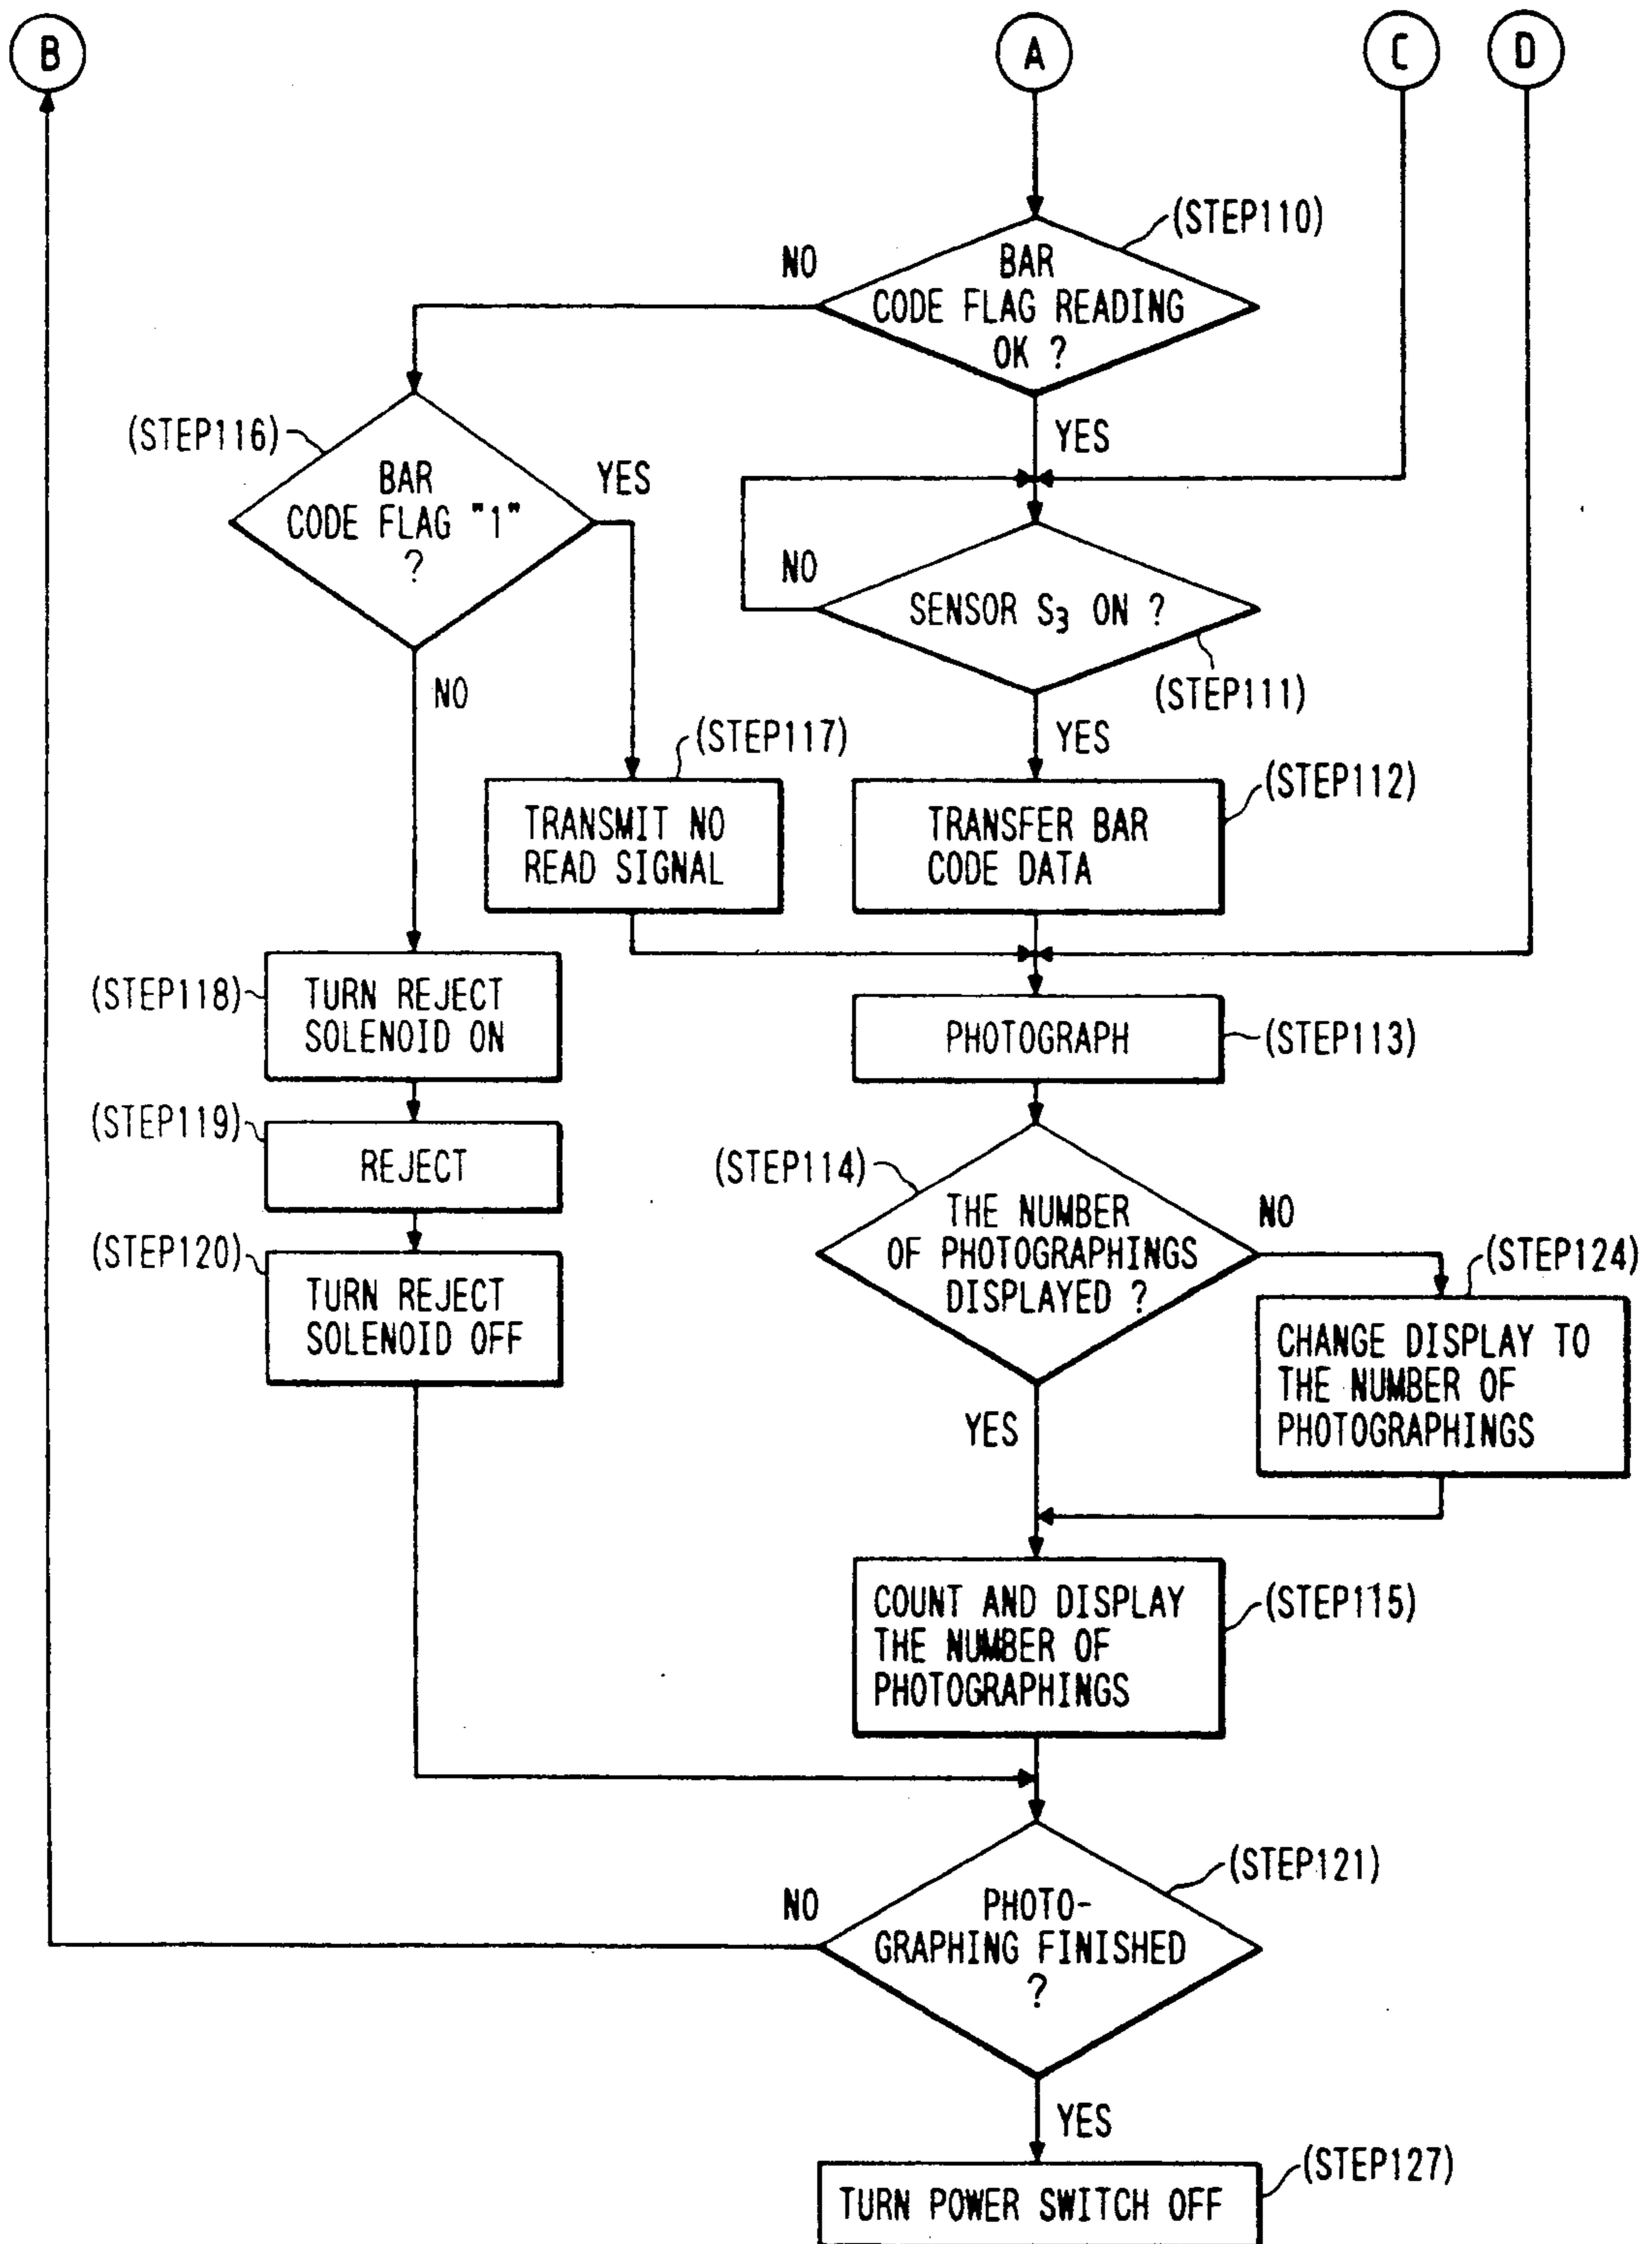 B
A
C
D
(STEP110)
NO
BAR
CODE FLAG READING
OK ?
YES
(STEP116)
BAR
CODE FLAG "1"
?
YES
NO
NO
SENSOR S3 ON ?
(STEP111)
YES
(STEP117)
TRANSMIT NO
READ SIGNAL
(STEP112)
TRANSFER BAR
CODE DATA
(STEP118)
TURN REJECT
SOLENOID ON
PHOTOGRAPH
(STEP113)
(STEP119)
REJECT
(STEP114)
THE NUMBER
OF PHOTOGRAPHINGS
DISPLAYED ?
NO
(STEP120)
TURN REJECT
SOLENOID OFF
(STEP124)
CHANGE DISPLAY TO
THE NUMBER OF
PHOTOGRAPHINGS
YES
COUNT AND DISPLAY
THE NUMBER OF
PHOTOGRAPHINGS
(STEP115)
(STEP121)
NO
PHOTO-
GRAPHING FINISHED
?
YES
(STEP127)
TURN POWER SWITCH OFF